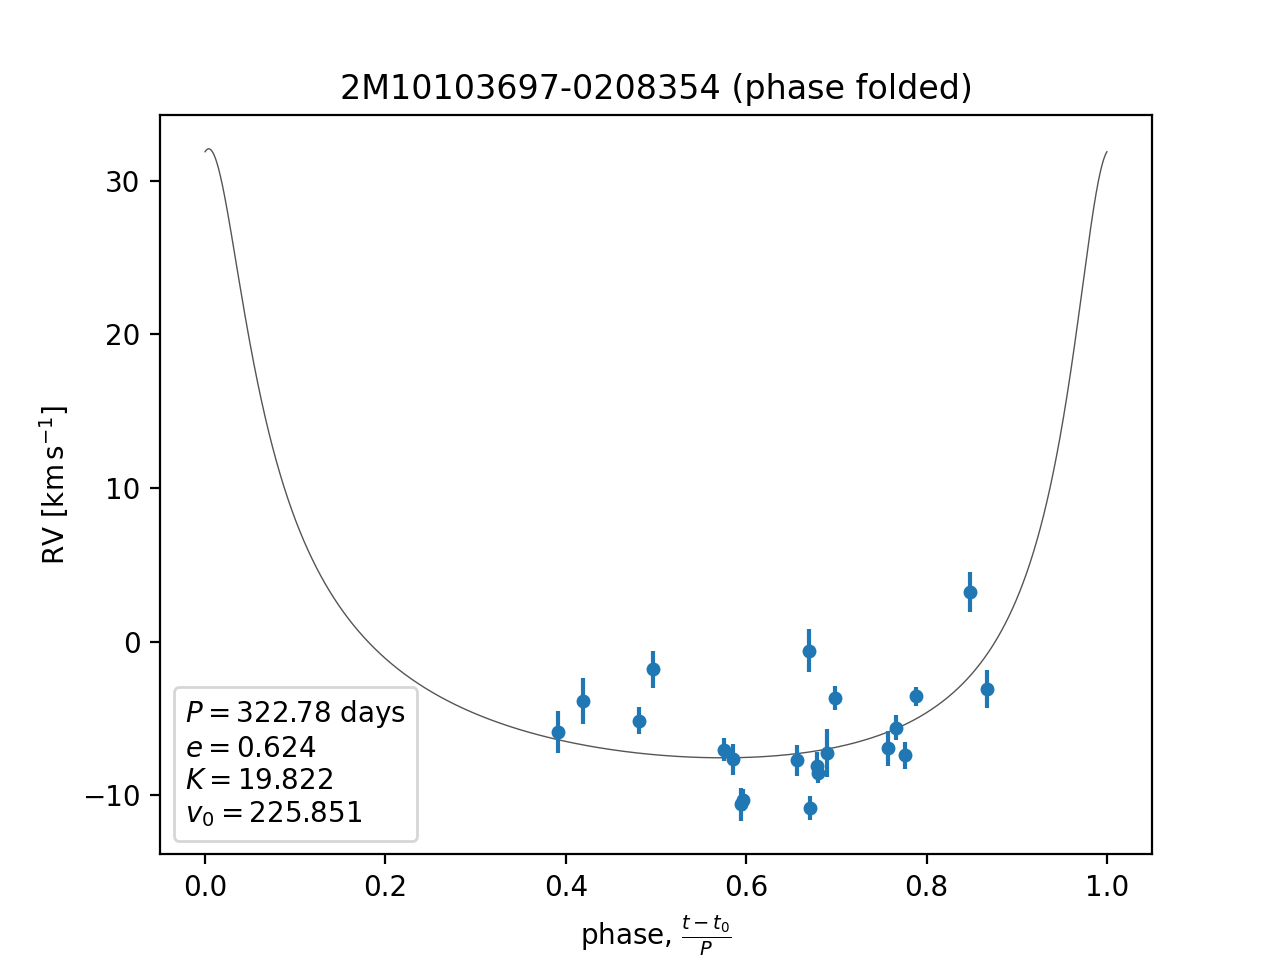 2M10103697-0208354 (phase folded)
RV [km s⁻¹]
30
20
10
0
−10
P = 322.78 days
e = 0.624
K = 19.822
v₀ = 225.851
0.0 0.2 0.4 0.6 0.8 1.0
phase, (t − t₀)/P